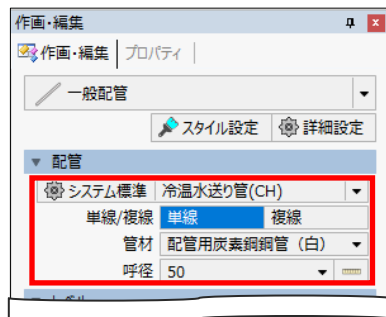 作画・編集
作画・編集 プロパティ
一般配管
スタイル設定 詳細設定
配管
システム標準 冷温水送り管(CH)
単線/複線 単線 複線
管材 配管用炭素鋼鋼管（白）
呼径 50